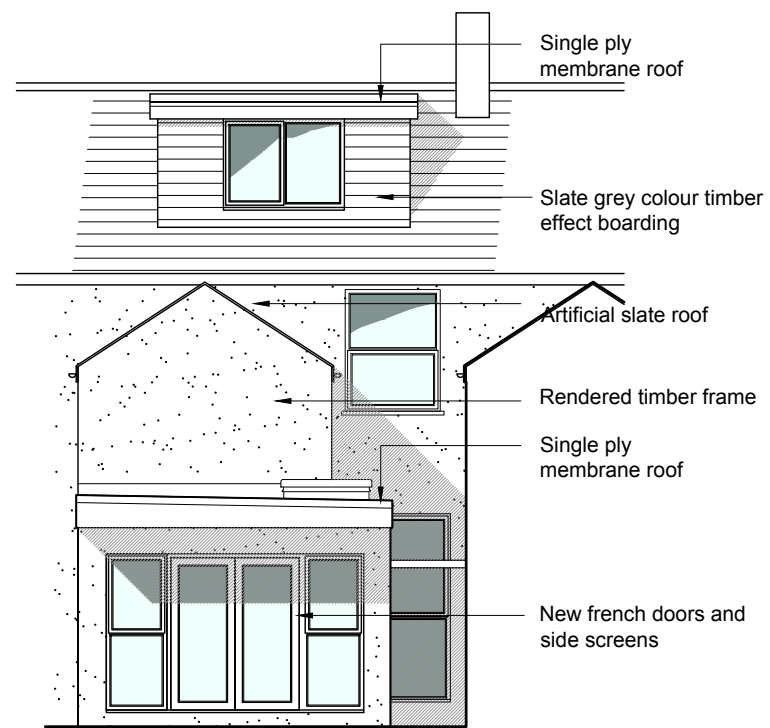 Single ply
membrane roof
Slate grey colour timber
effect boarding
Artificial slate roof
Rendered timber frame
Single ply
membrane roof
New french doors and
side screens